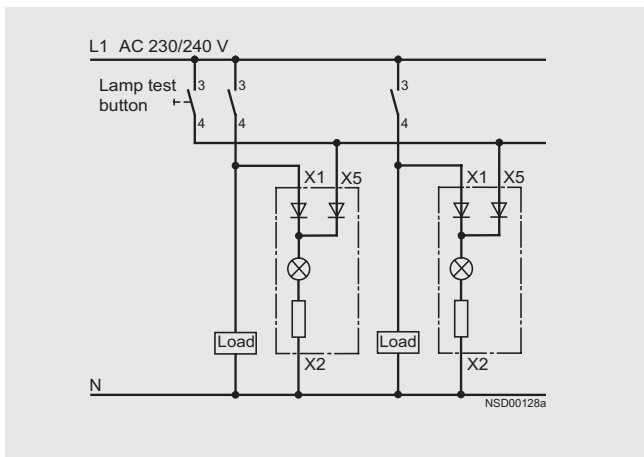 L1 AC 230/240 V
Lamp test
button
3
3
3
4
4
4
X1
X5
X1
X5
Load
Load
X2
X2
N
NSD00128a